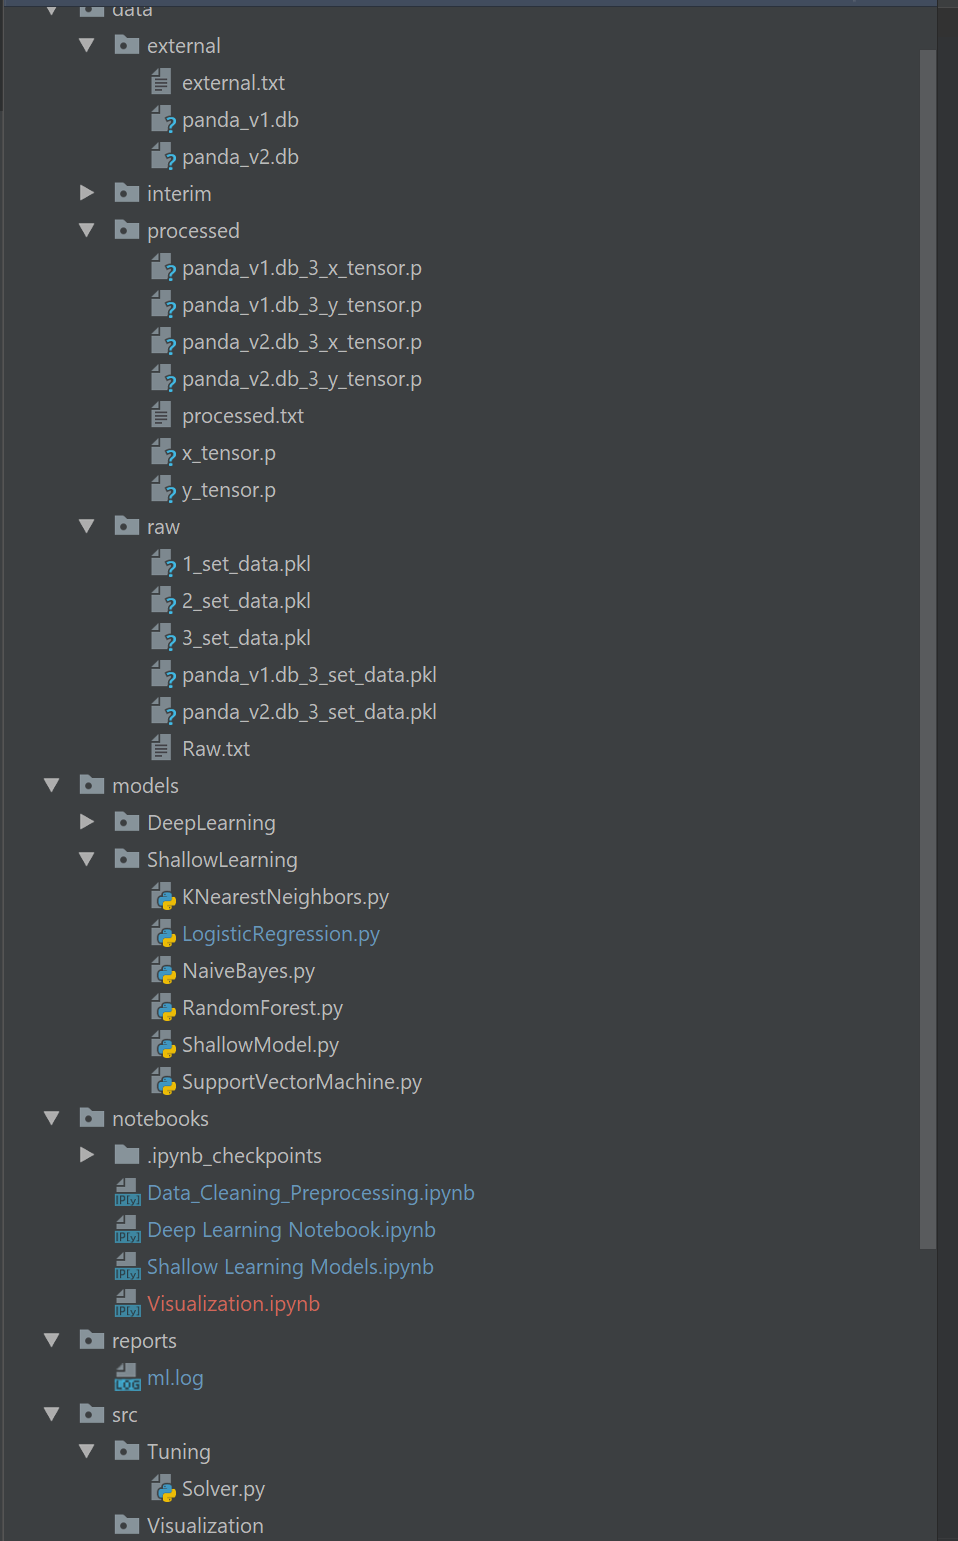 data
external
external.txt
panda_v1.db
panda_v2.db
interim
processed
panda_v1.db_3_x_tensor.p
panda_v1.db_3_y_tensor.p
panda_v2.db_3_x_tensor.p
panda_v2.db_3_y_tensor.p
processed.txt
x_tensor.p
y_tensor.p
raw
1_set_data.pkl
2_set_data.pkl
3_set_data.pkl
panda_v1.db_3_set_data.pkl
panda_v2.db_3_set_data.pkl
Raw.txt
models
DeepLearning
ShallowLearning
KNearestNeighbors.py
LogisticRegression.py
NaiveBayes.py
RandomForest.py
ShallowModel.py
SupportVectorMachine.py
notebooks
.ipynb_checkpoints
IP[y] Data_Cleaning_Preprocessing.ipynb
IP[y] Deep Learning Notebook.ipynb
IP[y] Shallow Learning Models.ipynb
IP[y] Visualization.ipynb
reports
LOG ml.log
src
Tuning
Solver.py
Visualization